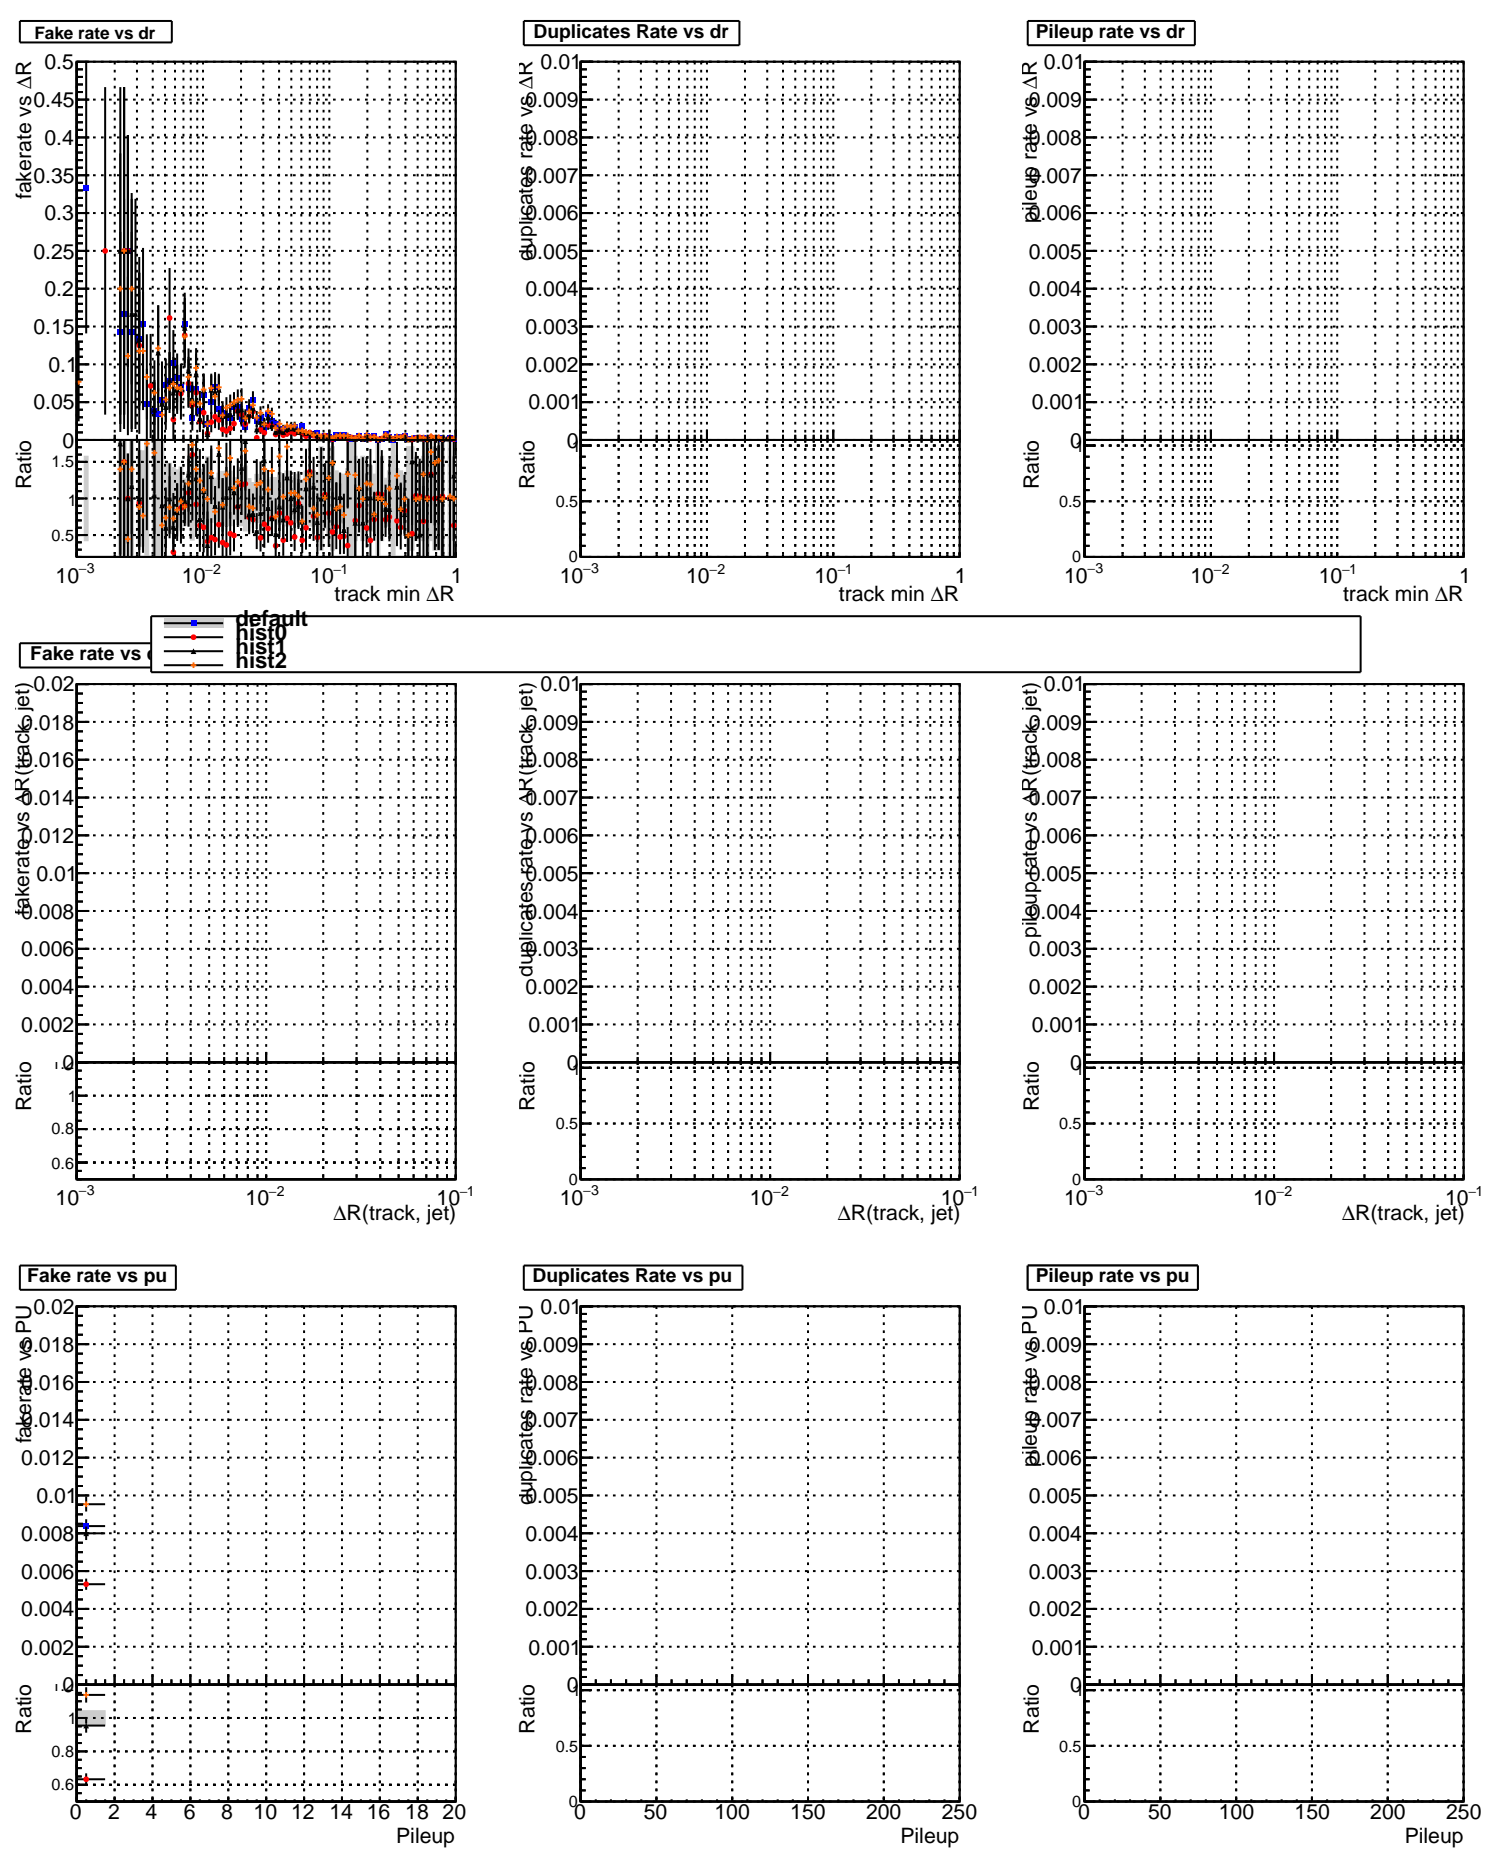 Fake rate vs dr
Duplicates Rate vs dr
Pileup rate vs dr
fakerate vs ΔR
0.5
0.45
0.4
0.35
0.3
0.25
0.2
0.15
0.1
0.05
0
Ratio
1.5
1
0.5
10⁻³ 10⁻² 10⁻¹ 1
track min ΔR
duplicates rate vs ΔR
0.01
0.009
0.008
0.007
0.006
0.005
0.004
0.003
0.002
0.001
0
Ratio
1
0.5
0
10⁻³ 10⁻² 10⁻¹ 1
track min ΔR
pileup rate vs ΔR
0.01
0.009
0.008
0.007
0.006
0.005
0.004
0.003
0.002
0.001
0
Ratio
1
0.5
0
10⁻³ 10⁻² 10⁻¹ 1
track min ΔR
default
hist0
hist1
hist2
Fake rate vs
fakerate vs ΔR(track, jet)
0.02
0.018
0.016
0.014
0.012
0.01
0.008
0.006
0.004
0.002
0
Ratio
1
0.8
0.6
10⁻³ 10⁻² 10⁻¹
ΔR(track, jet)
duplicates rate vs ΔR(track, jet)
0.01
0.009
0.008
0.007
0.006
0.005
0.004
0.003
0.002
0.001
0
Ratio
1
0.5
0
10⁻³ 10⁻² 10⁻¹
ΔR(track, jet)
pileup rate vs ΔR(track, jet)
0.01
0.009
0.008
0.007
0.006
0.005
0.004
0.003
0.002
0.001
0
Ratio
1
0.5
0
10⁻³ 10⁻² 10⁻¹
ΔR(track, jet)
Fake rate vs pu
Duplicates Rate vs pu
Pileup rate vs pu
fakerate vs PU
0.02
0.018
0.016
0.014
0.012
0.01
0.008
0.006
0.004
0.002
0
Ratio
1
0.8
0.6
0 2 4 6 8 10 12 14 16 18 20
Pileup
duplicates rate vs PU
0.01
0.009
0.008
0.007
0.006
0.005
0.004
0.003
0.002
0.001
0
Ratio
1
0.5
0
0 50 100 150 200 250
Pileup
pileup rate vs PU
0.01
0.009
0.008
0.007
0.006
0.005
0.004
0.003
0.002
0.001
0
Ratio
1
0.5
0
0 50 100 150 200 250
Pileup